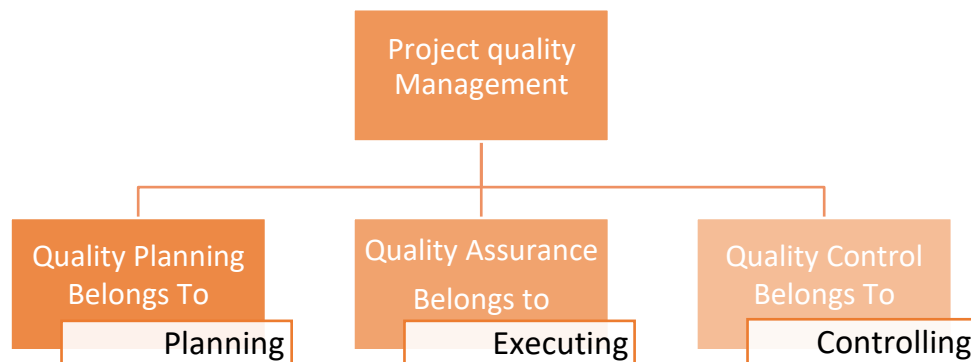 Project quality
Management
Quality Planning
Belongs To
Planning
Quality Assurance
Belongs to
Executing
Quality Control
Belongs To
Controlling